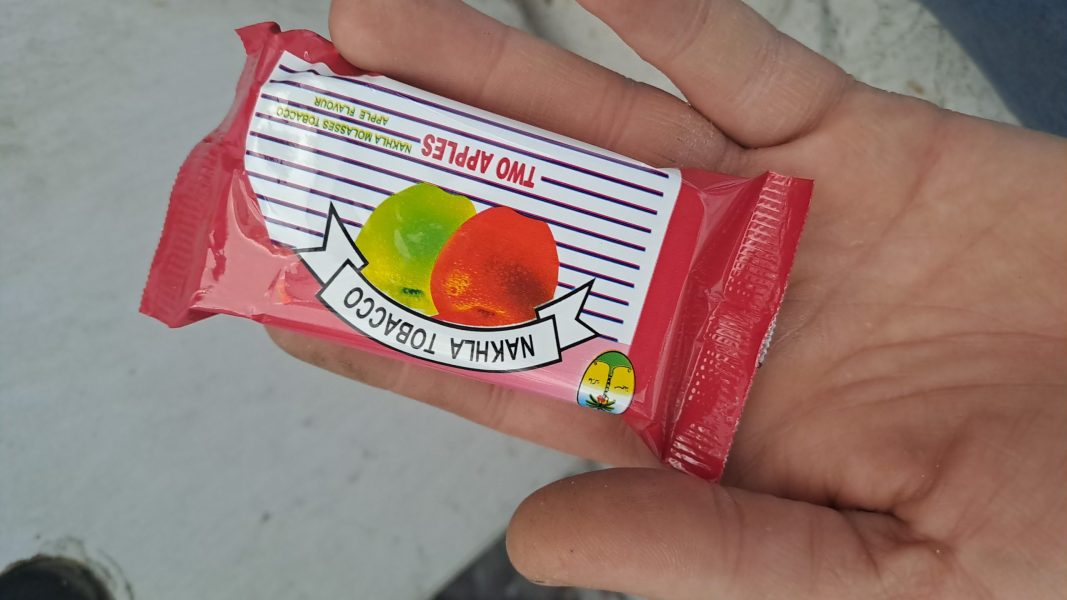 NAKHLA TOBACCO
TWO APPLES
NAKHLA MOLASSES TOBACCO
APPLE FLAVOUR